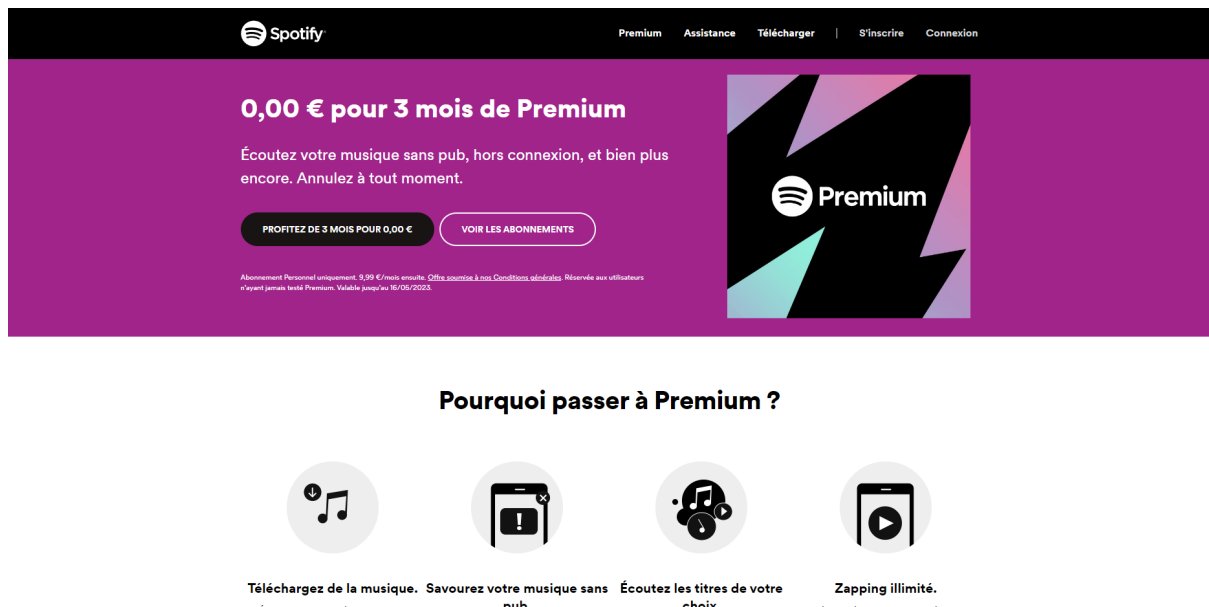 Spotify
Premium Assistance Télécharger | S'inscrire Connexion
0,00 € pour 3 mois de Premium
Écoutez votre musique sans pub, hors connexion, et bien plus
encore. Annulez à tout moment.
PROFITEZ DE 3 MOIS POUR 0,00 € VOIR LES ABONNEMENTS
Abonnement Personnel uniquement. 9,99 €/mois ensuite. Offre soumise à nos Conditions générales. Réservée aux utilisateurs
n'ayant jamais testé Premium. Valable jusqu'au 16/05/2023.
Premium
Pourquoi passer à Premium ?
Téléchargez de la musique.
Savourez votre musique sans
pub.
Écoutez les titres de votre
choix.
Zapping illimité.